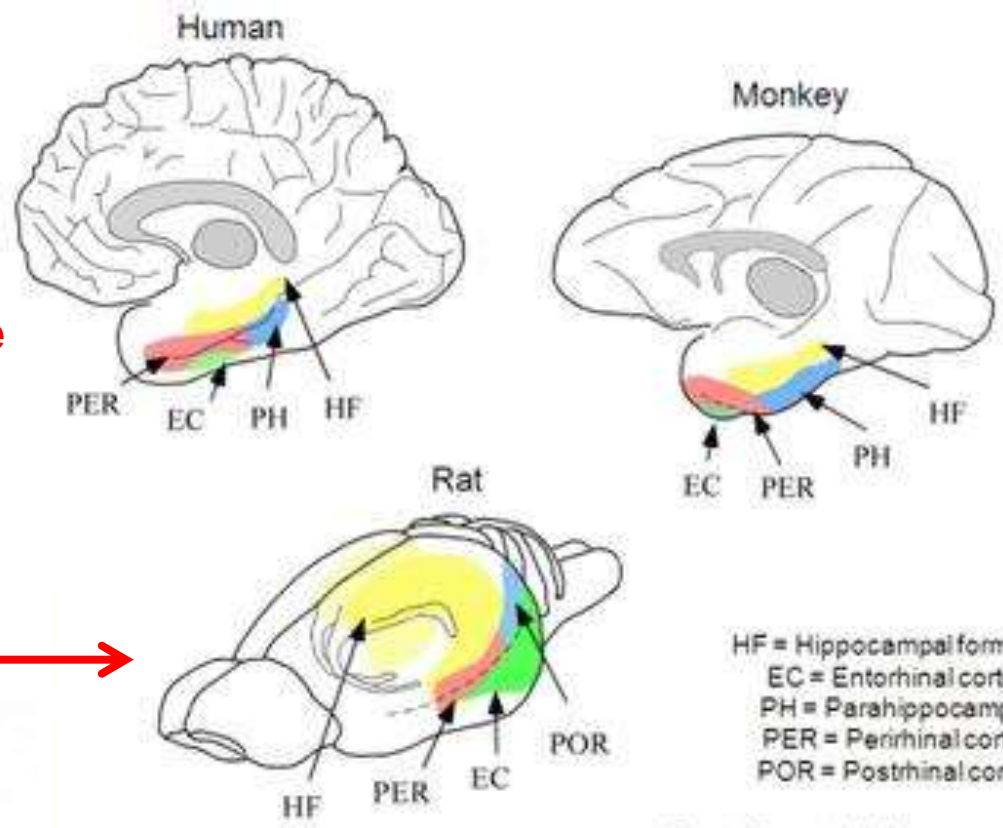 Human
Monkey
e
PER
EC
PH
HF
HF
PH
EC
PER
Rat
HF = Hippocampal form
EC = Entorhinal cort
PH = Parahippocamp
PER = Perirhinal cor
POR = Postrhinal cor
POR
EC
PER
HF